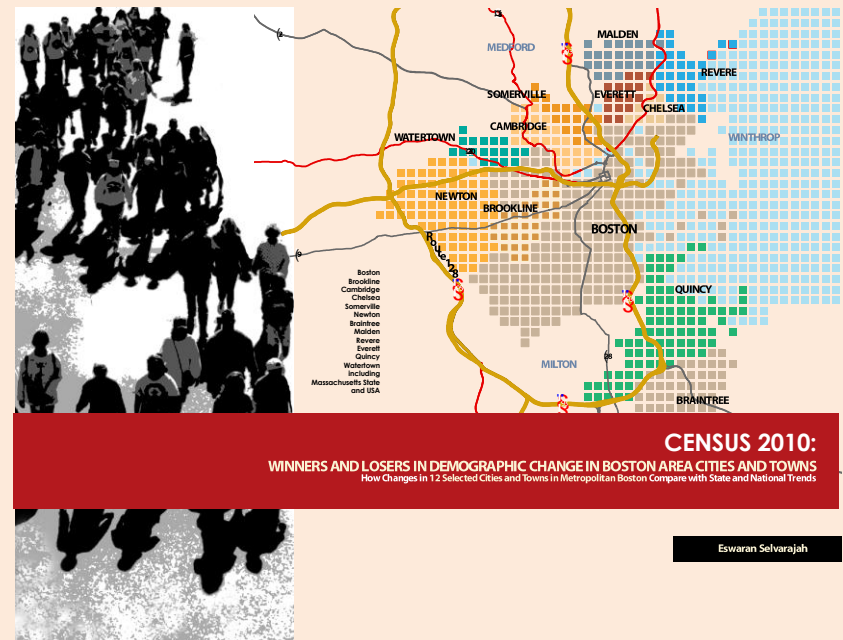 MALDEN
MEDFORD
REVERE
SOMERVILLE
EVERETT
CHELSEA
CAMBRIDGE
WATERTOWN
WINTHROP
NEWTON
BROOKLINE
BOSTON
Route 128
QUINCY
MILTON
28
BRAINTREE
Boston
Brookline
Cambridge
Chelsea
Somerville
Newton
Braintree
Malden
Revere
Everett
Quincy
Watertown
including
Massachusetts State
and USA
CENSUS 2010:
WINNERS AND LOSERS IN DEMOGRAPHIC CHANGE IN BOSTON AREA CITIES AND TOWNS
How Changes in 12 Selected Cities and Towns in Metropolitan Boston Compare with State and National Trends
Eswaran Selvarajah